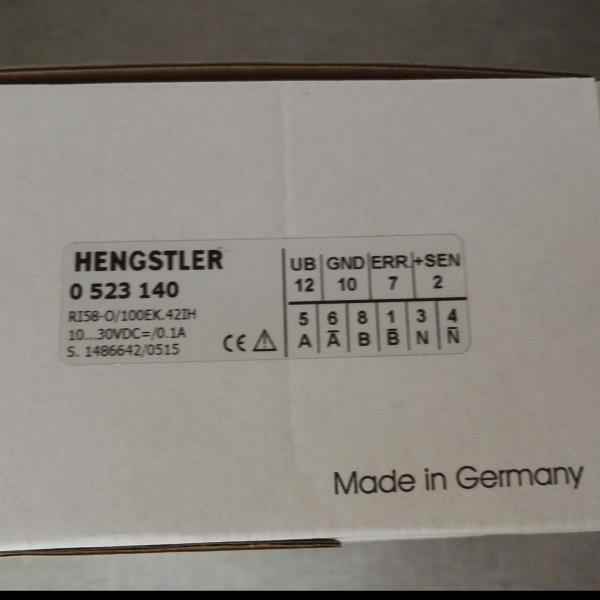 HENGSTLER
0 523 140
RI58-O/100EK.42IH
10...30VDC=/0.1A
S. 1486642/0515
CE
UB GND ERR. +SEN
12 10 7 2
5 6 8 1 3 4
A A̅ B B̅ N N̅
Made in Germany